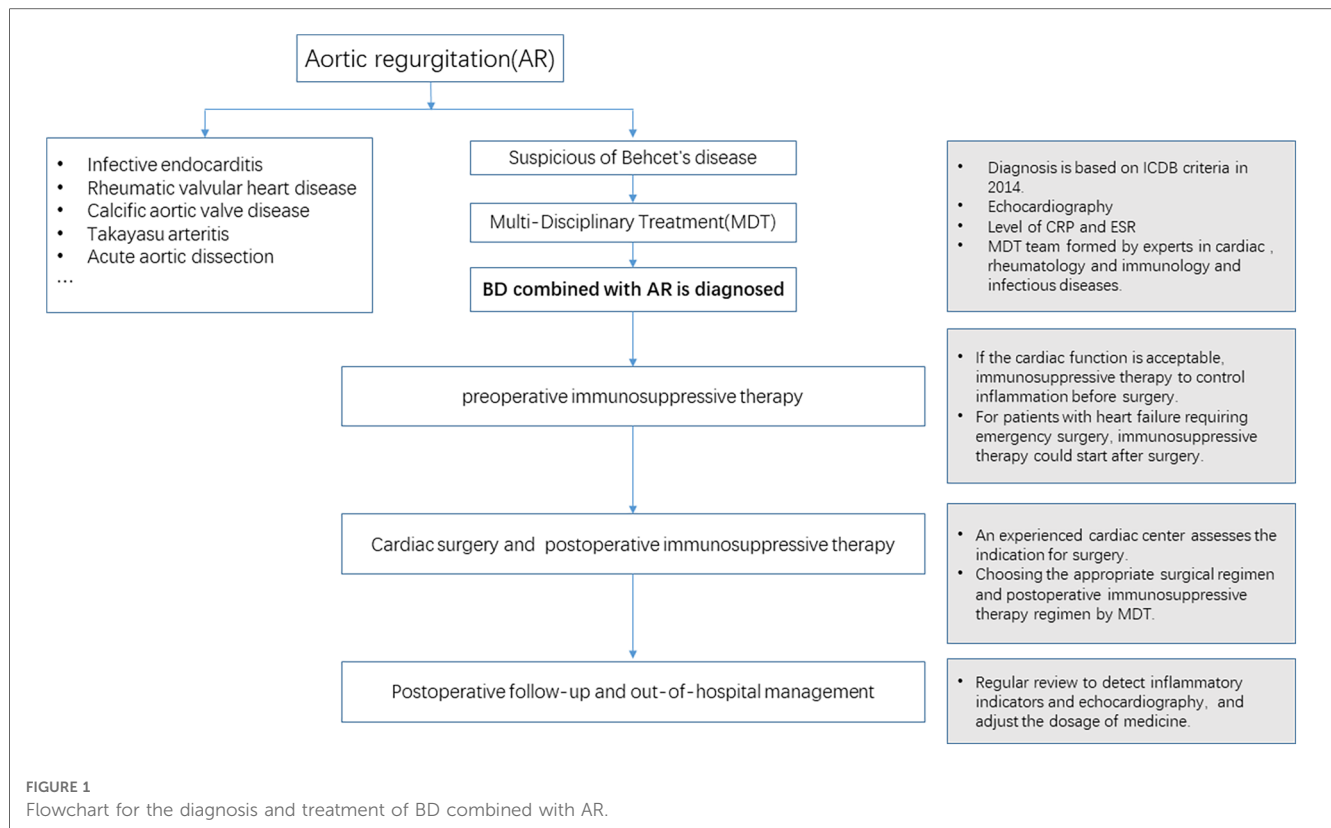 Aortic regurgitation(AR)
• Infective endocarditis
• Rheumatic valvular heart disease
• Calcific aortic valve disease
• Takayasu arteritis
• Acute aortic dissection
...
Suspicious of Behcet's disease
Multi-Disciplinary Treatment(MDT)
BD combined with AR is diagnosed
• Diagnosis is based on ICDB criteria in
2014.
• Echocardiography
• Level of CRP and ESR
• MDT team formed by experts in cardiac ,
rheumatology and immunology and
infectious diseases.
preoperative immunosuppressive therapy
• If the cardiac function is acceptable,
immunosuppressive therapy to control
inflammation before surgery.
• For patients with heart failure requiring
emergency surgery, immunosuppressive
therapy could start after surgery.
Cardiac surgery and postoperative immunosuppressive therapy
• An experienced cardiac center assesses the
indication for surgery.
• Choosing the appropriate surgical regimen
and postoperative immunosuppressive
therapy regimen by MDT.
Postoperative follow-up and out-of-hospital management
• Regular review to detect inflammatory
indicators and echocardiography, and
adjust the dosage of medicine.
FIGURE 1
Flowchart for the diagnosis and treatment of BD combined with AR.